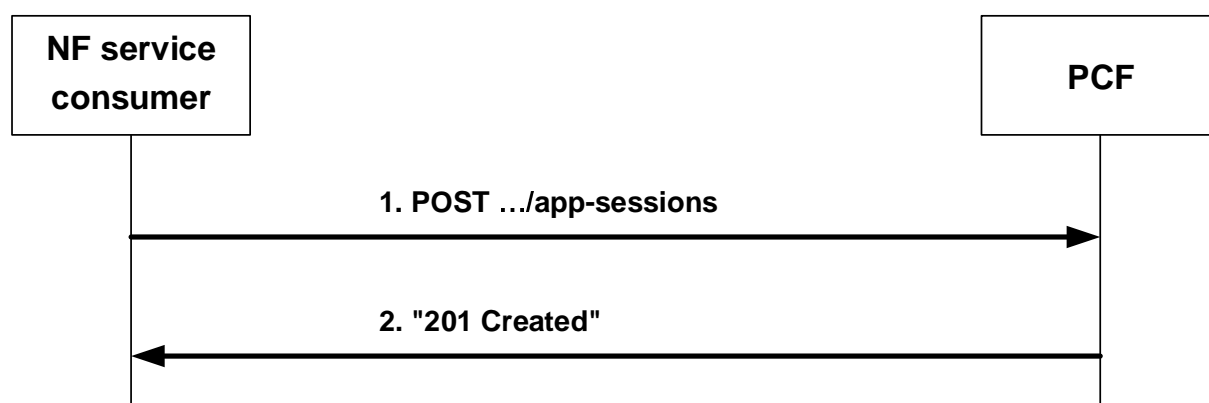 NF service
consumer
PCF
1. POST …/app-sessions
2. "201 Created"